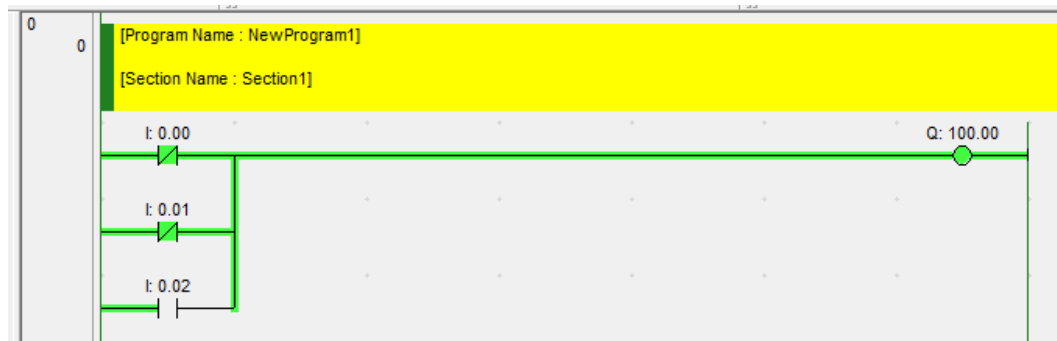 0
0
[Program Name : NewProgram1]
[Section Name : Section1]
I: 0.00
Q: 100.00
I: 0.01
I: 0.02